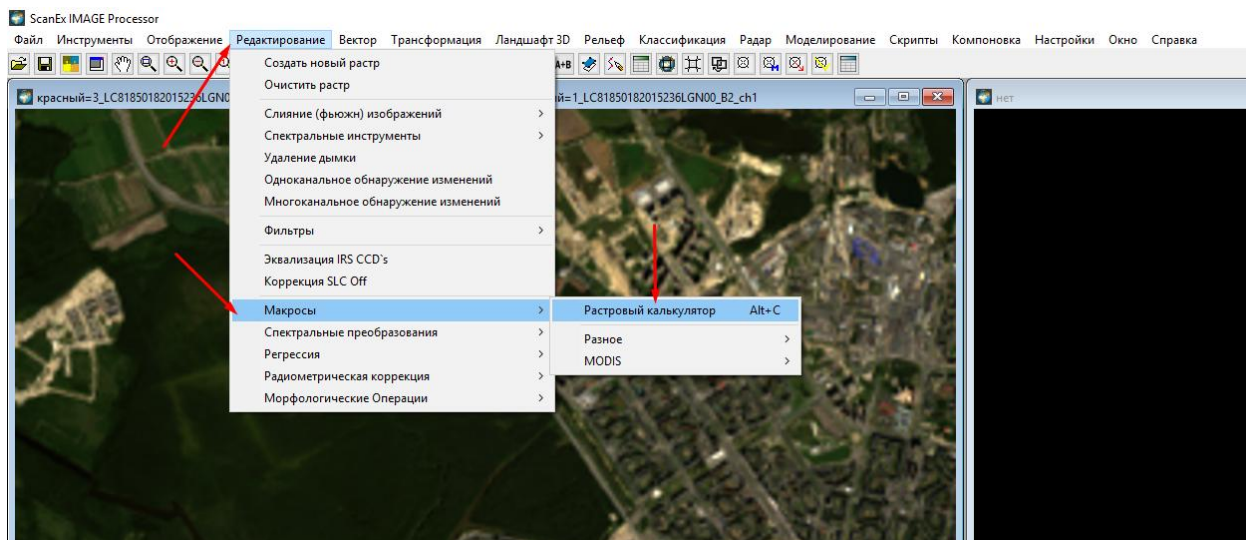 ScanEx IMAGE Processor
Файл Инструменты Отображение Редактирование Вектор Трансформация Ландшафт 3D Рельеф Классификация Радар Моделирование Скрипты Компоновка Настройки Окно Справка
A+B
красный=3_LC81850182015236LGN0
ий=1_LC81850182015236LGN00_B2_ch1
нет
Создать новый растр
Очистить растр
Слияние (фьюжн) изображений
Спектральные инструменты
Удаление дымки
Одноканальное обнаружение изменений
Многоканальное обнаружение изменений
Фильтры
Эквализация IRS CCD`s
Коррекция SLC Off
Макросы
Спектральные преобразования
Регрессия
Радиометрическая коррекция
Морфологические Операции
Растровый калькулятор Alt+C
Разное
MODIS